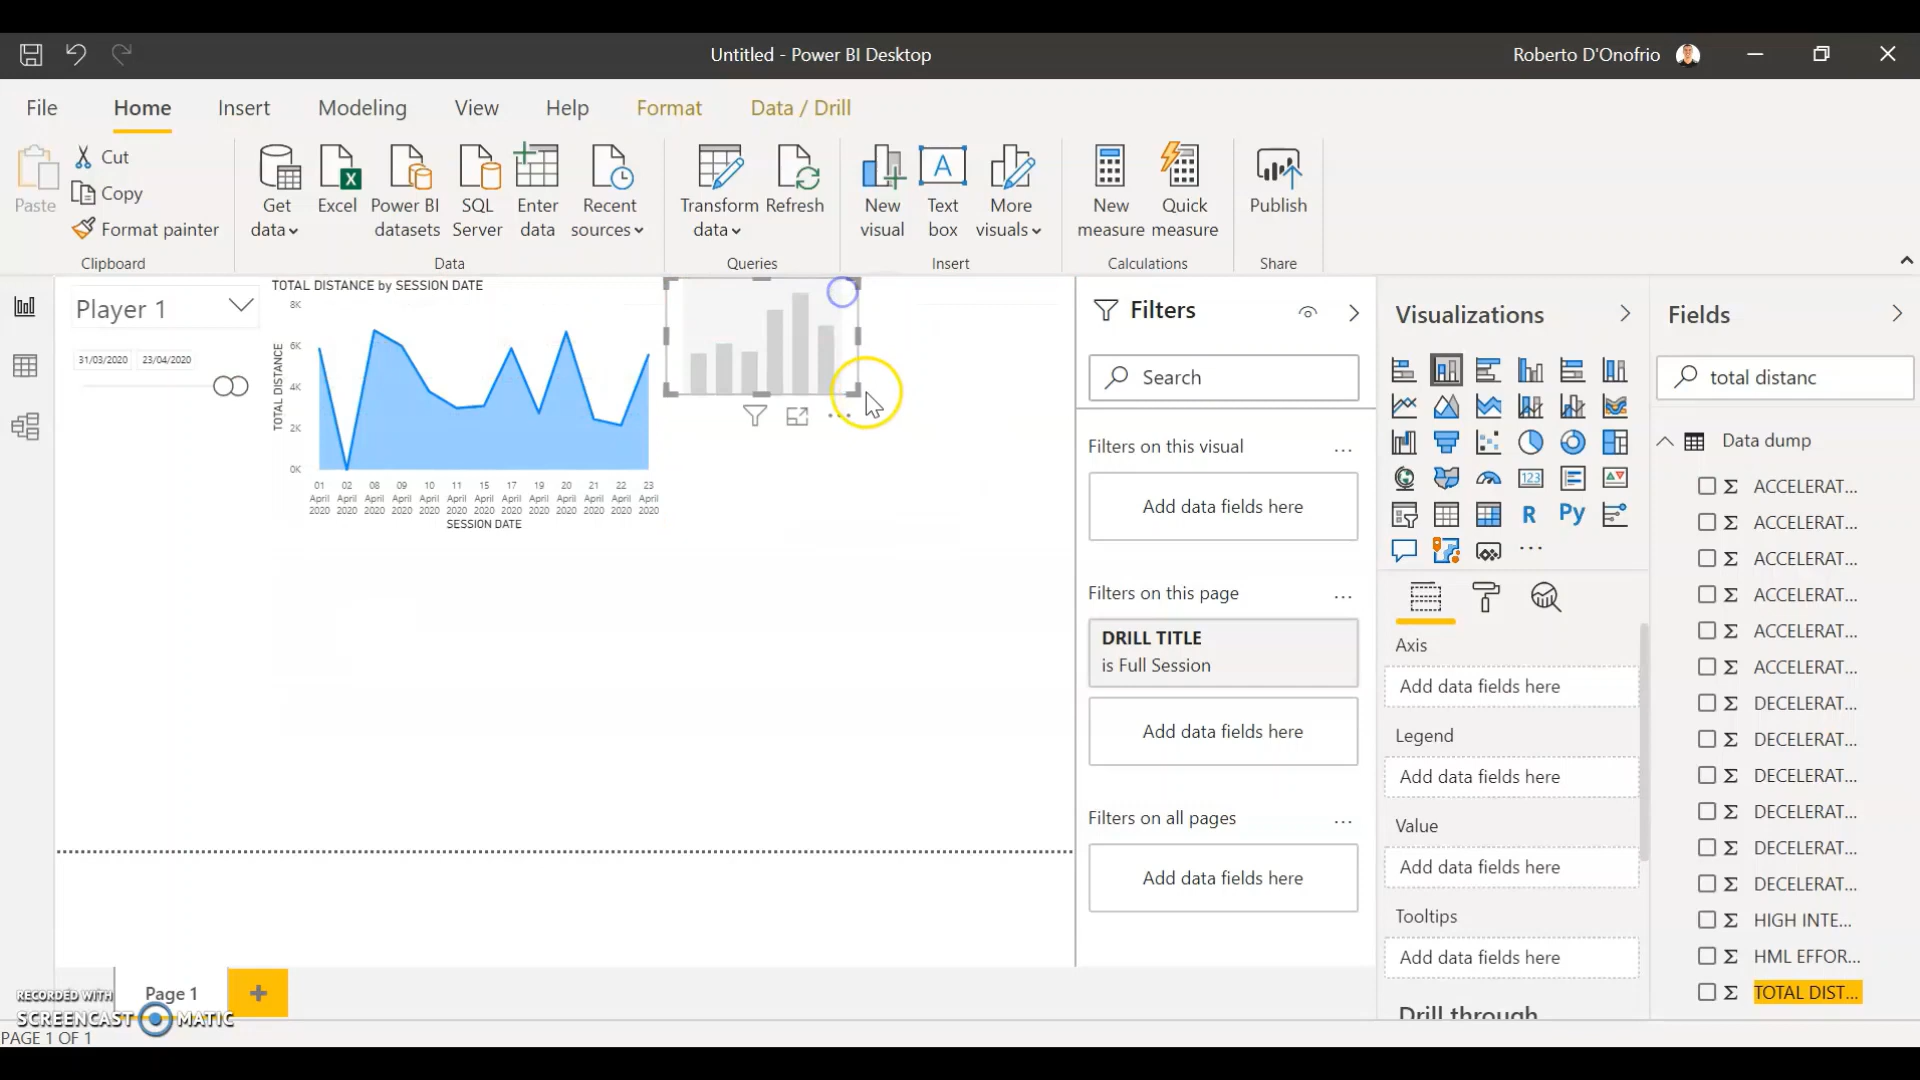 Untitled - Power BI Desktop
Roberto D'Onofrio
File Home Insert Modeling View Help Format Data / Drill
Paste
Cut
Copy
Format painter
Clipboard
Get data
Excel
Power BI datasets
SQL Server
Enter data
Recent sources
Data
Transform data
Refresh
Queries
New visual
Text box
More visuals
Insert
New measure
Quick measure
Calculations
Publish
Share
Player 1
31/03/2020 23/04/2020
TOTAL DISTANCE by SESSION DATE
8K
6K
4K
2K
0K
TOTAL DISTANCE
01 April 2020
02 April 2020
08 April 2020
09 April 2020
10 April 2020
11 April 2020
15 April 2020
17 April 2020
19 April 2020
20 April 2020
21 April 2020
22 April 2020
23 April 2020
SESSION DATE
Filters
Search
Filters on this visual ...
Add data fields here
Filters on this page ...
DRILL TITLE
is Full Session
Add data fields here
Filters on all pages ...
Add data fields here
Visualizations
123
R Py
...
Axis
Add data fields here
Legend
Add data fields here
Value
Add data fields here
Tooltips
Add data fields here
Drill through
Fields
total distanc
Data dump
Σ ACCELERAT...
Σ ACCELERAT...
Σ ACCELERAT...
Σ ACCELERAT...
Σ ACCELERAT...
Σ ACCELERAT...
Σ DECELERAT...
Σ DECELERAT...
Σ DECELERAT...
Σ DECELERAT...
Σ DECELERAT...
Σ DECELERAT...
Σ HIGH INTE...
Σ HML EFFOR...
Σ TOTAL DIST...
Page 1
+
RECORDED WITH
SCREENCAST MATIC
PAGE 1 OF 1